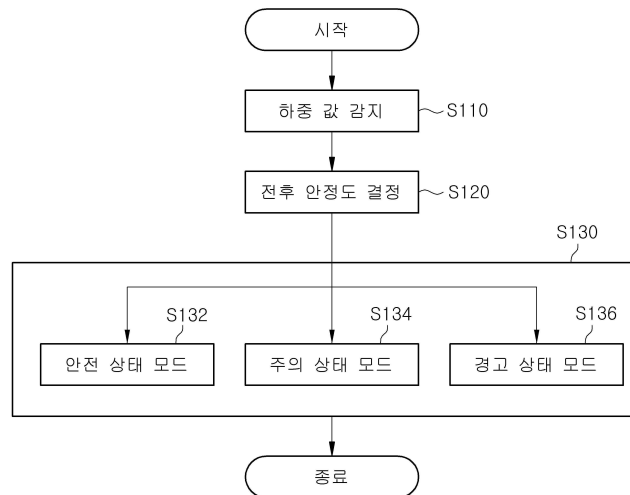 시작
하중 값 감지 S110
전후 안정도 결정 S120
S130
S132 S134 S136
안전 상태 모드 주의 상태 모드 경고 상태 모드
종료